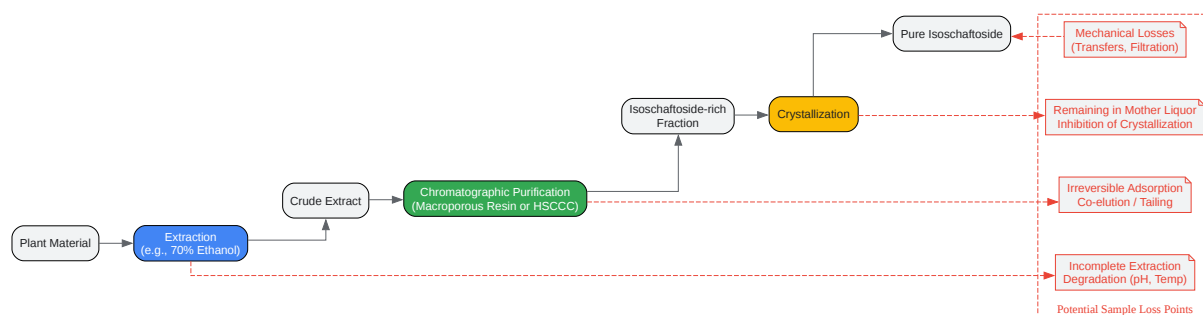 Pure Isoschaftoside
Mechanical Losses
(Transfers, Filtration)
Isoschaftoside-rich
Fraction
Crystallization
Remaining in Mother Liquor
Inhibition of Crystallization
Crude Extract
Chromatographic Purification
(Macroporous Resin or HSCCC)
Irreversible Adsorption
Co-elution / Tailing
Plant Material
Extraction
(e.g., 70% Ethanol)
Incomplete Extraction
Degradation (pH, Temp)
Potential Sample Loss Points